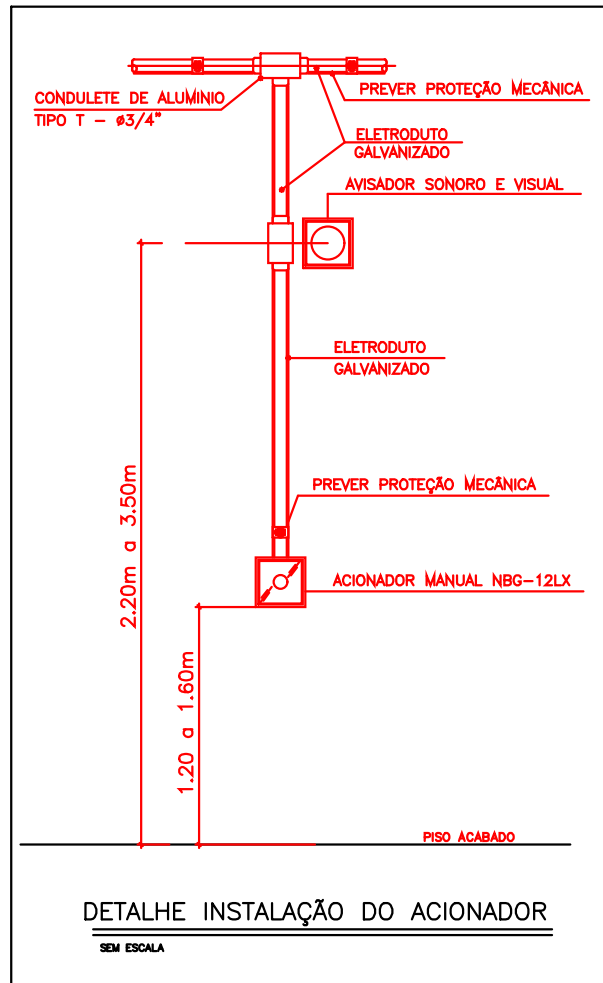 CONDULETE DE ALUMINIO
TIPO T - ø3/4"
PREVER PROTEÇÃO MECÂNICA
ELETRODUTO
GALVANIZADO
AVISADOR SONORO E VISUAL
ELETRODUTO
GALVANIZADO
PREVER PROTEÇÃO MECÂNICA
ACIONADOR MANUAL NBG-12LX
2.20m a 3.50m
1.20 a 1.60m
PISO ACABADO
DETALHE INSTALAÇÃO DO ACIONADOR
SEM ESCALA